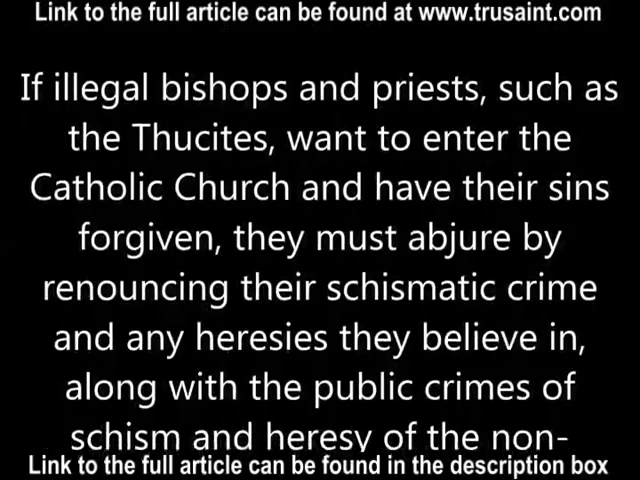 Link to the full article can be found at www.trusaint.com
If illegal bishops and priests, such as
the Thucites, want to enter the
Catholic Church and have their sins
forgiven, they must abjure by
renouncing their schismatic crime
and any heresies they believe in,
along with the public crimes of
schism and heresy of the non-
Link to the full article can be found in the description box